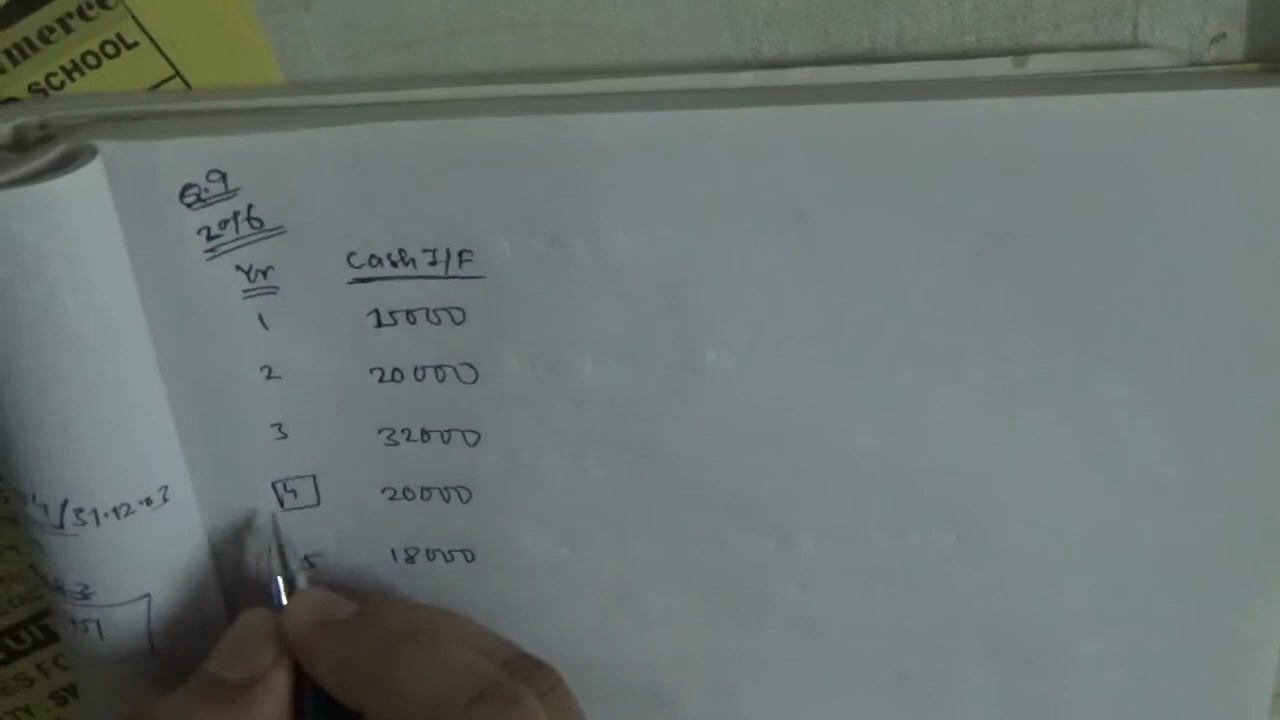 merce
SCHOOL
Q.9
2016
Yr Cash I/F
1 15000
2 20000
3 32000
4 20000
5 18000
/31.12.03